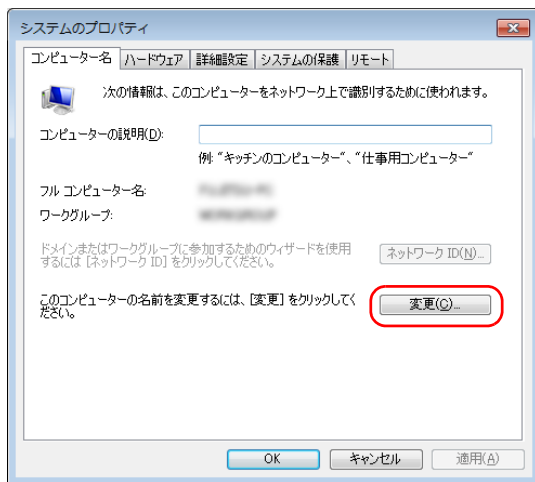 システムのプロパティ
コンピューター名 ハードウェア 詳細設定 システムの保護 リモート
次の情報は、このコンピューターをネットワーク上で識別するために使われます。
コンピューターの説明(D):
例: "キッチンのコンピューター"、"仕事用コンピューター"
フル コンピューター名:
ワークグループ:
ドメインまたはワークグループに参加するためのウィザードを使用
するには [ネットワーク ID] をクリックしてください。
ネットワーク ID(N)...
このコンピューターの名前を変更するには、[変更] をクリックしてく
ださい。
変更(C)...
OK キャンセル 適用(A)